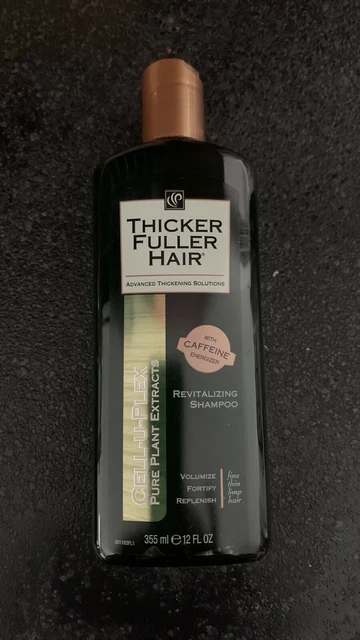 THICKER
FULLER
HAIR®
ADVANCED THICKENING SOLUTIONS
WITH
CAFFEINE
ENERGIZER
CELL-U-PLEX
PURE PLANT EXTRACTS
REVITALIZING
SHAMPOO
VOLUMIZE
FORTIFY
REPLENISH
fine
thin
limp
hair
355 ml ℮ 12 FL OZ